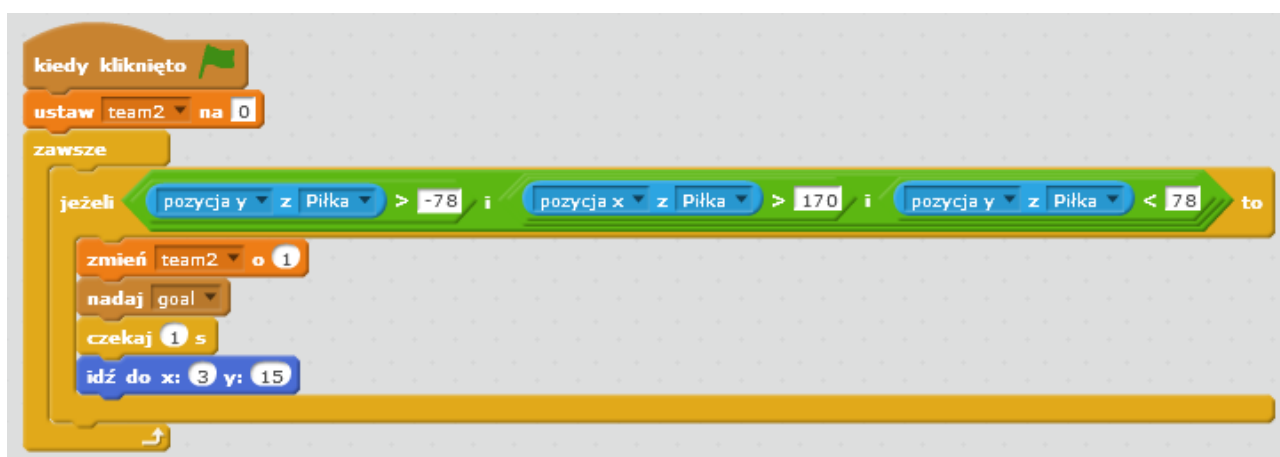 kiedy kliknięto
ustaw team2 na 0
zawsze
jeżeli pozycja y z Piłka > -78 i pozycja x z Piłka > 170 i pozycja y z Piłka < 78 to
zmień team2 o 1
nadaj goal
czekaj 1 s
idź do x: 3 y: 15